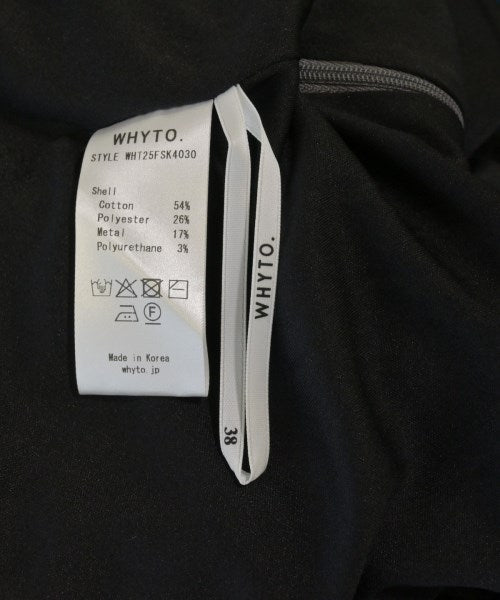 WHYTO.
STYLE WHT25FSK4030
Shell
Cotton 54%
Polyester 26%
Metal 17%
Polyurethane 3%
F
Made in Korea
whyto.jp
WHYTO.
38